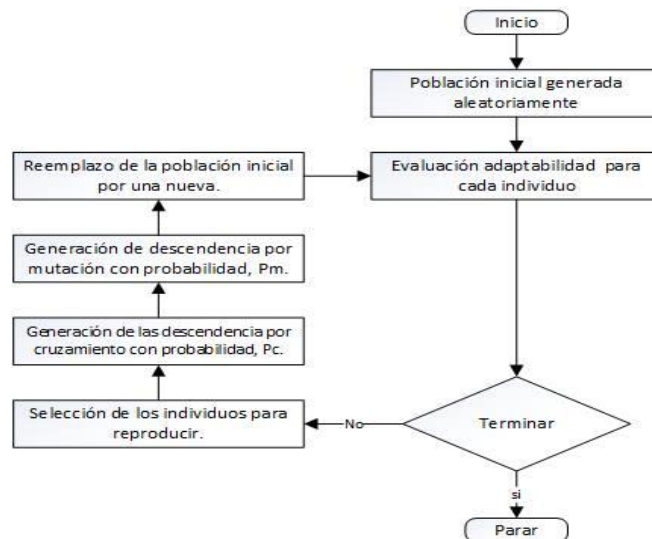 Inicio
Población inicial generada
aleatoriamente
Evaluación adaptabilidad para
cada individuo
Terminar
si
Parar
No
Selección de los individuos para
reproducir.
Generación de las descendencia por
cruzamiento con probabilidad, Pc.
Generación de descendencia por
mutación con probabilidad, Pm.
Reemplazo de la población inicial
por una nueva.